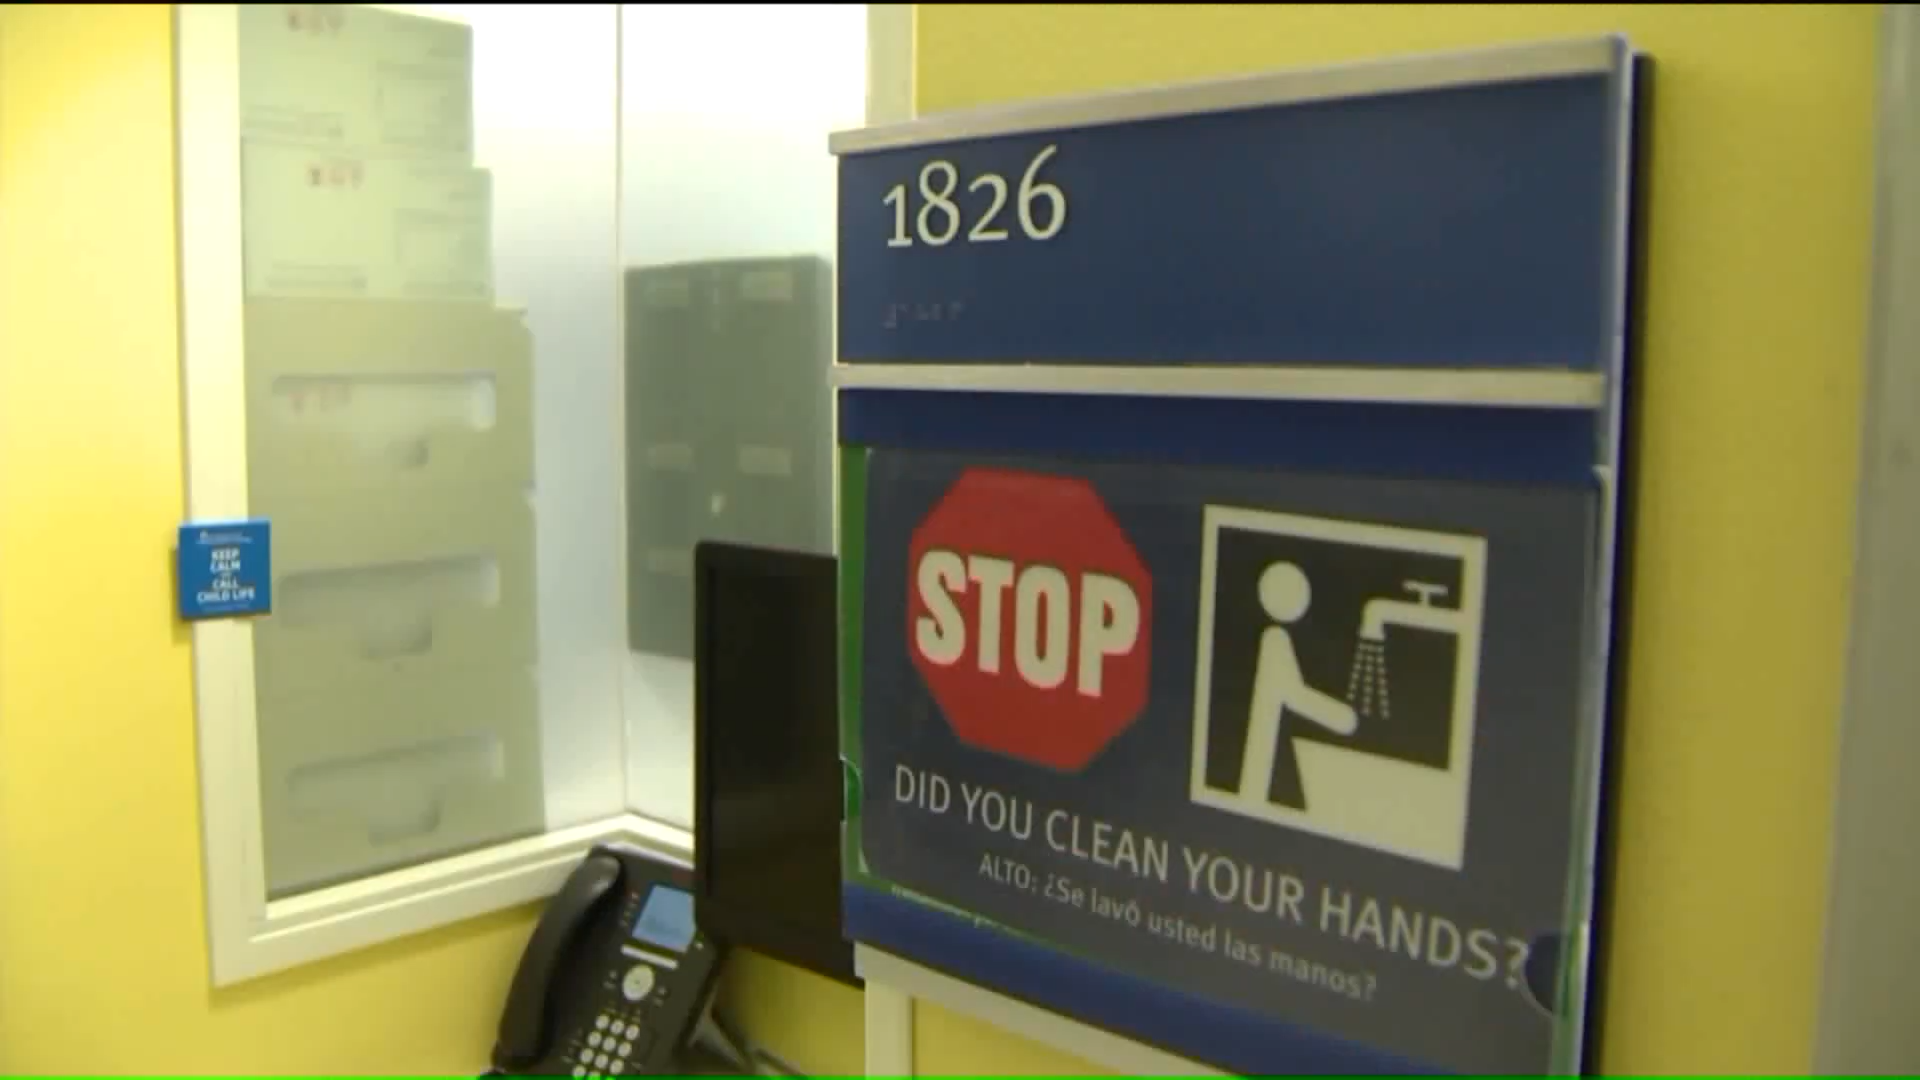 1826
STOP
DID YOU CLEAN YOUR HANDS?
ALTO: ¿Se lavó usted las manos?
KEEP
CALM
CALL
CHILD LIFE